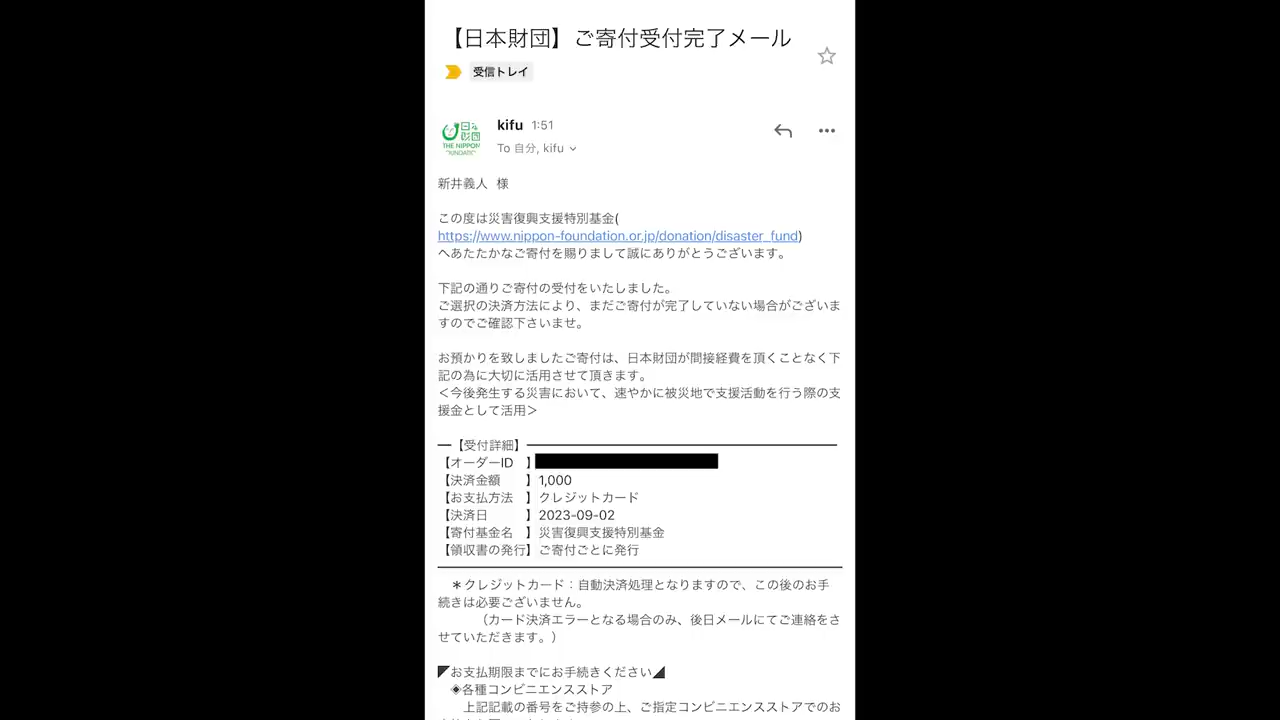 【日本財団】ご寄付受付完了メール
受信トレイ
kifu 1:51
To 自分, kifu
日本財団
THE NIPPON
新井義人 様
この度は災害復興支援特別基金(
https://www.nippon-foundation.or.jp/donation/disaster_fund)
へあたたかなご寄付を賜りまして誠にありがとうございます。
下記の通りご寄付の受付をいたしました。
ご選択の決済方法により、まだご寄付が完了していない場合がございま
すのでご確認下さいませ。
お預かりを致しましたご寄付は、日本財団が間接経費を頂くことなく下
記の為に大切に活用させて頂きます。
＜今後発生する災害において、速やかに被災地で支援活動を行う際の支
援金として活用＞
━【受付詳細】━━━━━━━━━━━━━━━━━━━━
【オーダーID 】
【決済金額 】1,000
【お支払方法 】クレジットカード
【決済日 】2023-09-02
【寄付基金名 】災害復興支援特別基金
【領収書の発行】ご寄付ごとに発行
＊クレジットカード：自動決済処理となりますので、この後のお手
続きは必要ございません。
（カード決済エラーとなる場合のみ、後日メールにてご連絡をさ
せていただきます。）
◤お支払期限までにお手続きください◢
◈各種コンビニエンスストア
上記記載の番号をご持参の上、ご指定コンビニエンスストアでのお